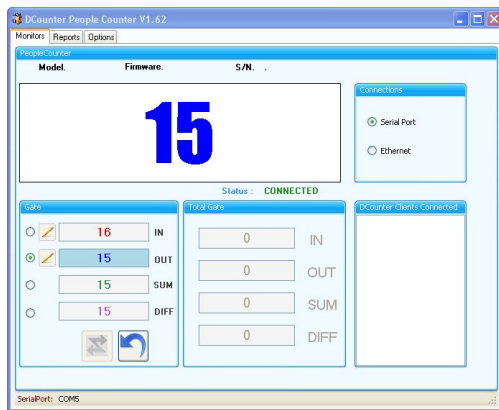 DCounter People Counter V1.62
Monitors Reports Options
PeopleCounter
Model. Firmware. S/N. .
15
Status : CONNECTED
Connections
Serial Port
Ethernet
Gate
16 IN
15 OUT
15 SUM
15 DIFF
Total Gate
0 IN
0 OUT
0 SUM
0 DIFF
DCounter Clients Connected
SerialPort: COM5